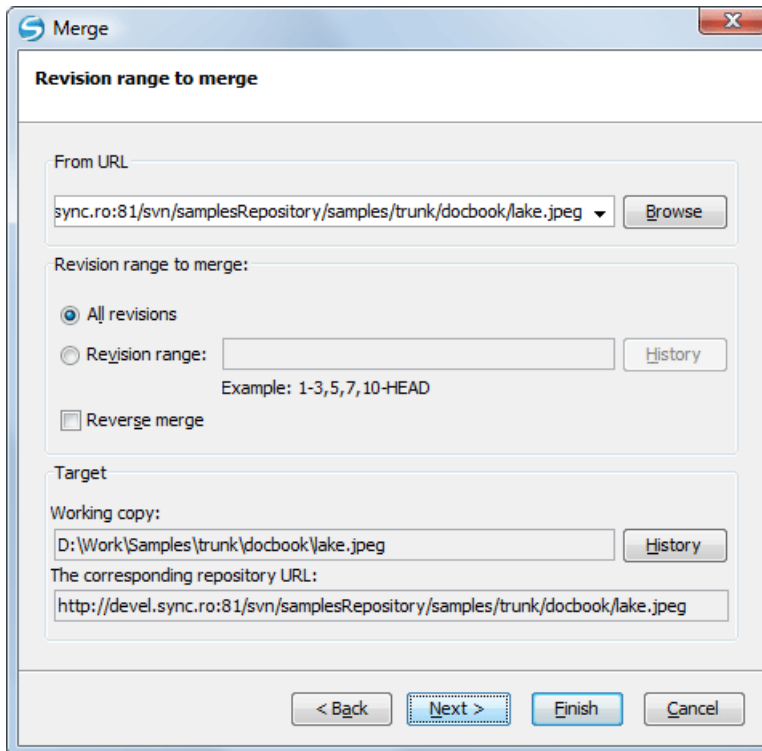 Merge
Revision range to merge
From URL
sync.ro:81/svn/samplesRepository/samples/trunk/docbook/lake.jpeg Browse
Revision range to merge:
All revisions
Revision range: History
Example: 1-3,5,7,10-HEAD
Reverse merge
Target
Working copy:
D:\Work\Samples\trunk\docbook\lake.jpeg History
The corresponding repository URL:
http://devel.sync.ro:81/svn/samplesRepository/samples/trunk/docbook/lake.jpeg
< Back Next > Finish Cancel